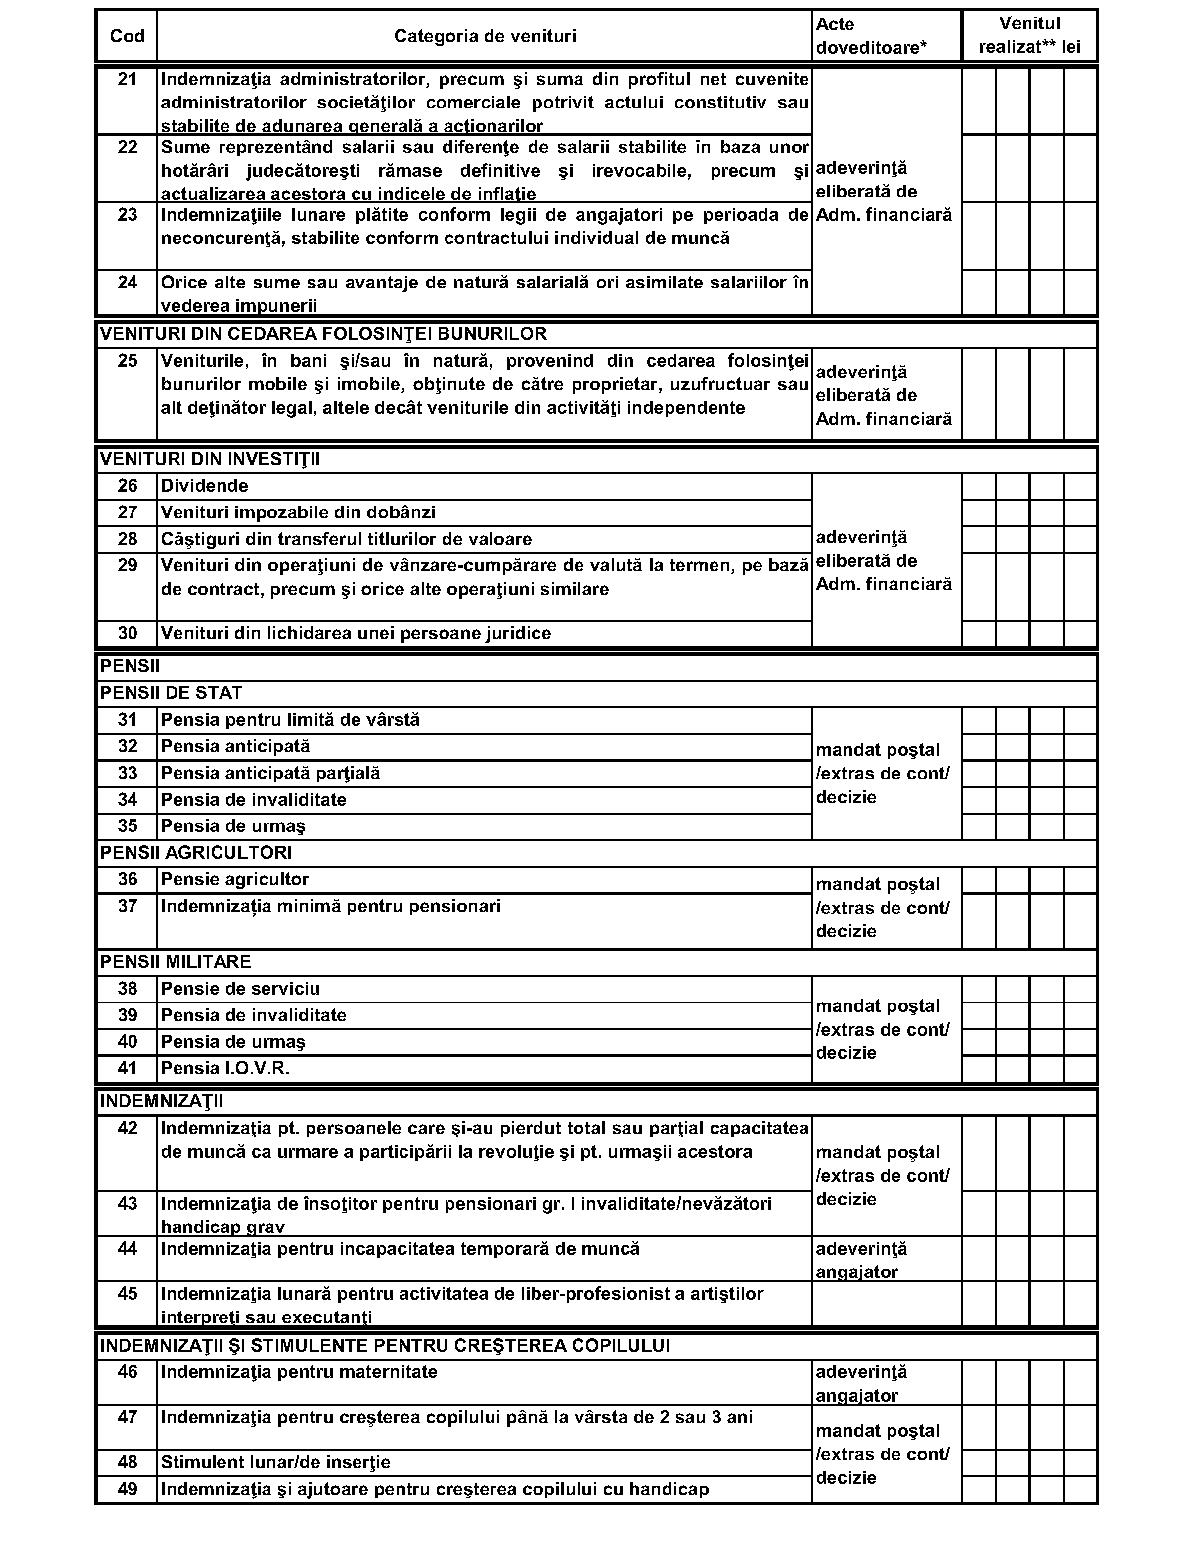 Cod
Categoria de venituri
Acte
doveditoare*
Venitul
realizat** lei
21
Indemnizaţia administratorilor, precum şi suma din profitul net cuvenite
administratorilor societăţilor comerciale potrivit actului constitutiv sau
stabilite de adunarea generală a acţionarilor
22
Sume reprezentând salarii sau diferenţe de salarii stabilite în baza unor
hotărâri judecătoreşti rămase definitive şi irevocabile, precum şi
actualizarea acestora cu indicele de inflaţie
adeverinţă
eliberată de
Adm. financiară
23
Indemnizaţiile lunare plătite conform legii de angajatori pe perioada de
neconcurenţă, stabilite conform contractului individual de muncă
24
Orice alte sume sau avantaje de natură salarială ori asimilate salariilor în
vederea impunerii
VENITURI DIN CEDAREA FOLOSINŢEI BUNURILOR
25
Veniturile, în bani şi/sau în natură, provenind din cedarea folosinţei
bunurilor mobile şi imobile, obţinute de către proprietar, uzufructuar sau
alt deţinător legal, altele decât veniturile din activităţi independente
adeverinţă
eliberată de
Adm. financiară
VENITURI DIN INVESTIŢII
26
Dividende
27
Venituri impozabile din dobânzi
28
Câştiguri din transferul titlurilor de valoare
29
Venituri din operaţiuni de vânzare-cumpărare de valută la termen, pe bază
de contract, precum şi orice alte operaţiuni similare
adeverinţă
eliberată de
Adm. financiară
30
Venituri din lichidarea unei persoane juridice
PENSII
PENSII DE STAT
31
Pensia pentru limită de vârstă
32
Pensia anticipată
33
Pensia anticipată parţială
34
Pensia de invaliditate
35
Pensia de urmaş
mandat poştal
/extras de cont/
decizie
PENSII AGRICULTORI
36
Pensie agricultor
37
Indemnizația minimă pentru pensionari
mandat poştal
/extras de cont/
decizie
PENSII MILITARE
38
Pensie de serviciu
39
Pensia de invaliditate
40
Pensia de urmaş
41
Pensia I.O.V.R.
mandat poştal
/extras de cont/
decizie
INDEMNIZAŢII
42
Indemnizaţia pt. persoanele care şi-au pierdut total sau parţial capacitatea
de muncă ca urmare a participării la revoluţie şi pt. urmaşii acestora
43
Indemnizaţia de însoţitor pentru pensionari gr. I invaliditate/nevăzători
handicap grav
mandat poştal
/extras de cont/
decizie
44
Indemnizaţia pentru incapacitatea temporară de muncă
adeverinţă
angajator
45
Indemnizaţia lunară pentru activitatea de liber-profesionist a artiştilor
interpreţi sau executanţi
INDEMNIZAŢII ŞI STIMULENTE PENTRU CREŞTEREA COPILULUI
46
Indemnizaţia pentru maternitate
adeverinţă
angajator
47
Indemnizaţia pentru creşterea copilului până la vârsta de 2 sau 3 ani
48
Stimulent lunar/de inserţie
49
Indemnizaţia şi ajutoare pentru creşterea copilului cu handicap
mandat poştal
/extras de cont/
decizie